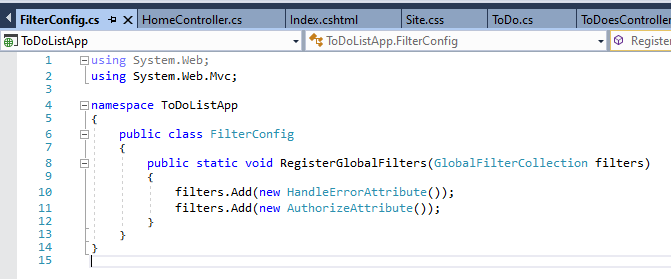 FilterConfig.cs HomeController.cs Index.cshtml Site.css ToDo.cs ToDoesController
ToDoListApp ToDoListApp.FilterConfig Register
1 using System.Web;
2 using System.Web.Mvc;
3
4 namespace ToDoListApp
5 {
6 public class FilterConfig
7 {
8 public static void RegisterGlobalFilters(GlobalFilterCollection filters)
9 {
10 filters.Add(new HandleErrorAttribute());
11 filters.Add(new AuthorizeAttribute());
12 }
13 }
14 }
15